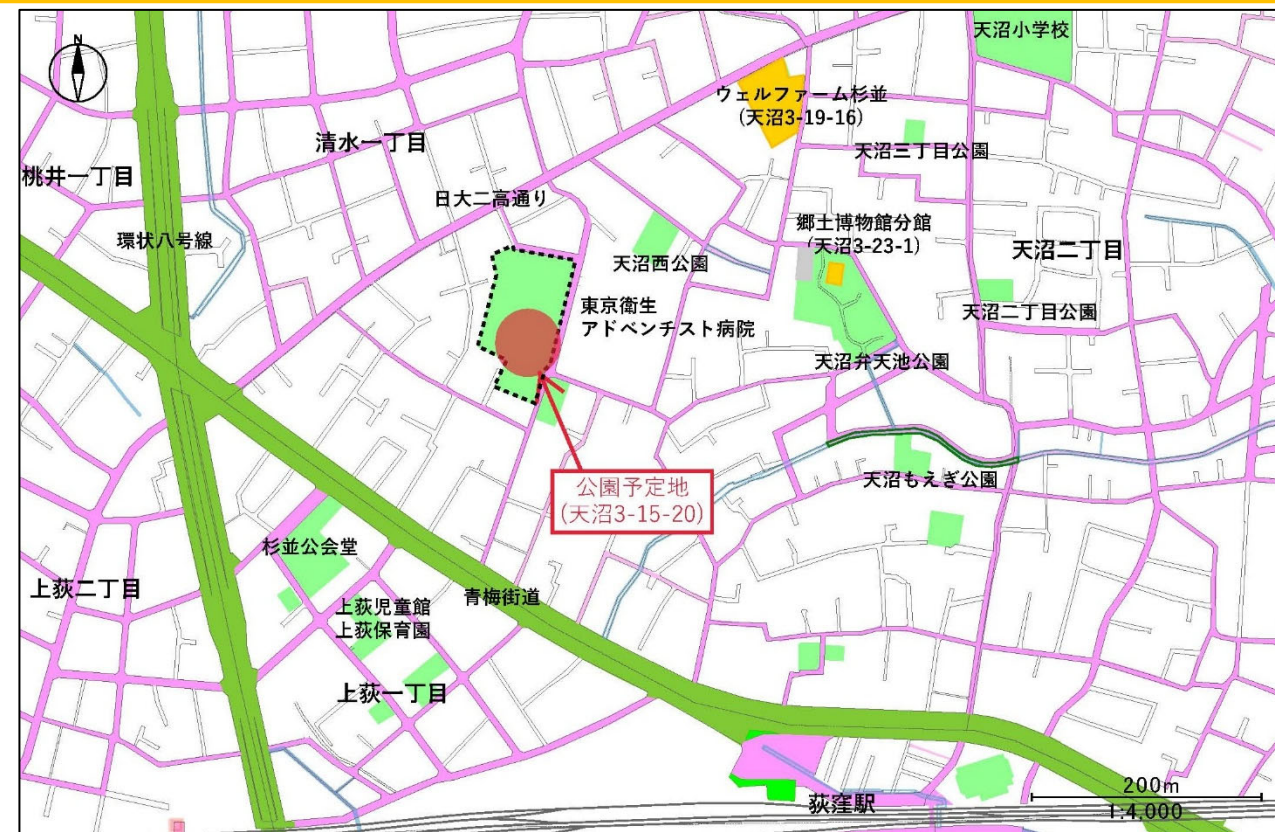 N
天沼小学校
ウェルファーム杉並
(天沼3-19-16)
清水一丁目
天沼三丁目公園
桃井一丁目
日大二高通り
郷土博物館分館
(天沼3-23-1)
環状八号線
天沼二丁目
天沼西公園
東京衛生
アドベンチスト病院
天沼二丁目公園
天沼弁天池公園
公園予定地
(天沼3-15-20)
天沼もえぎ公園
杉並公会堂
上荻二丁目
青梅街道
上荻児童館
上荻保育園
上荻一丁目
荻窪駅
200m
1:4,000